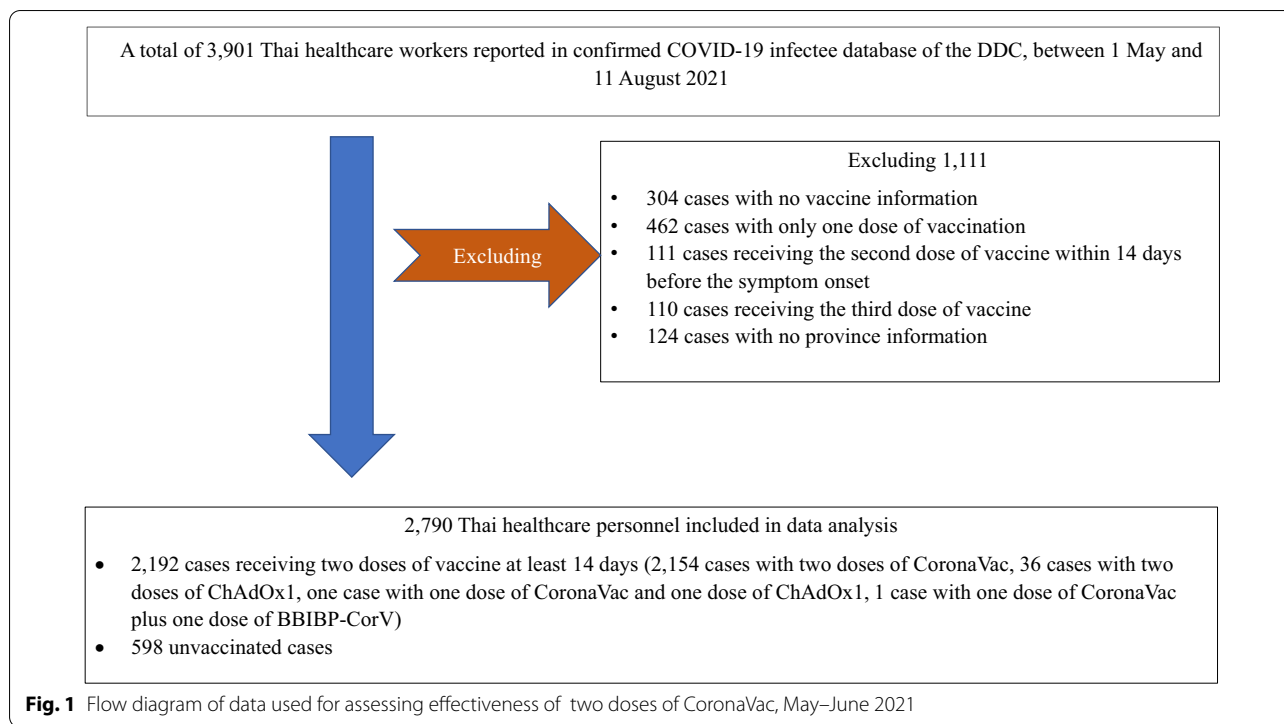 A total of 3,901 Thai healthcare workers reported in confirmed COVID-19 infectee database of the DDC, between 1 May and
11 August 2021
Excluding 1,111
• 304 cases with no vaccine information
• 462 cases with only one dose of vaccination
• 111 cases receiving the second dose of vaccine within 14 days
before the symptom onset
• 110 cases receiving the third dose of vaccine
• 124 cases with no province information
Excluding
2,790 Thai healthcare personnel included in data analysis
• 2,192 cases receiving two doses of vaccine at least 14 days (2,154 cases with two doses of CoronaVac, 36 cases with two
doses of ChAdOx1, one case with one dose of CoronaVac and one dose of ChAdOx1, 1 case with one dose of CoronaVac
plus one dose of BBIBP-CorV)
• 598 unvaccinated cases
Fig. 1 Flow diagram of data used for assessing effectiveness of two doses of CoronaVac, May–June 2021